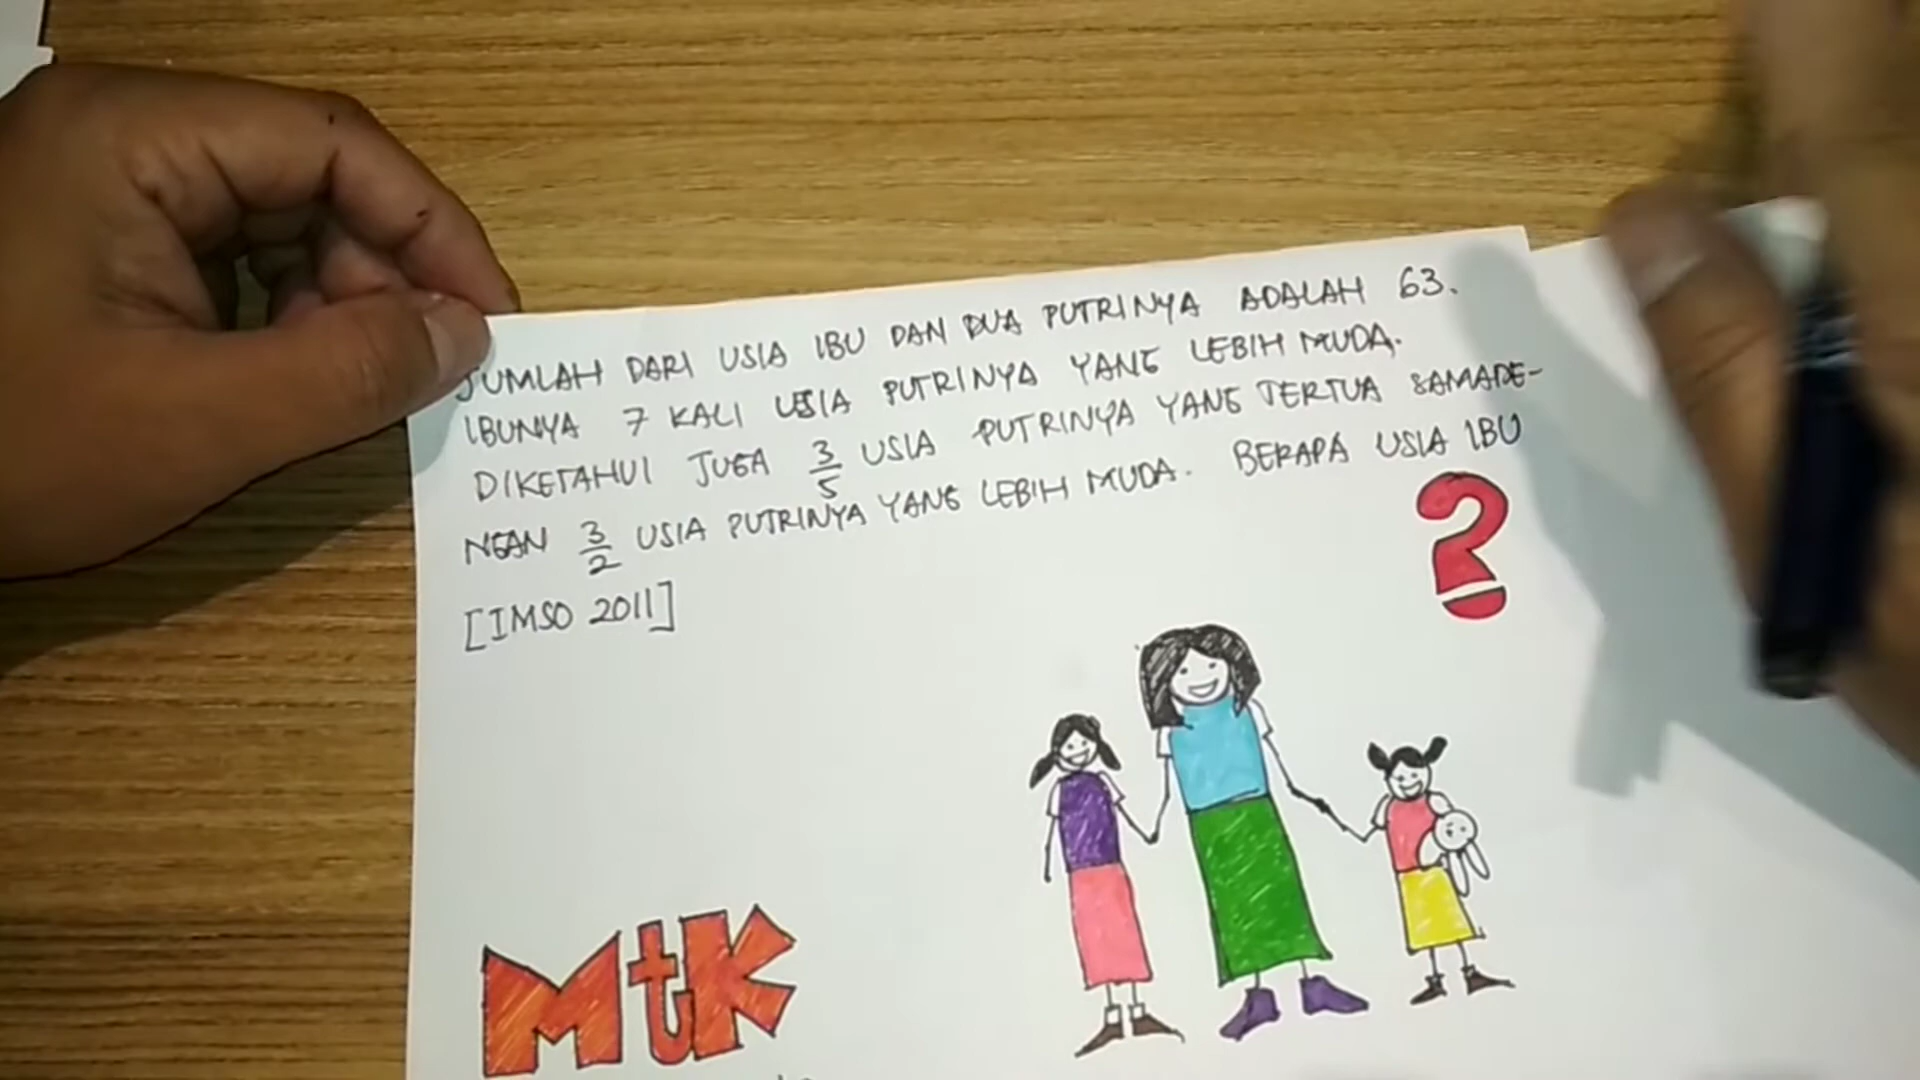 JUMLAH DARI USIA IBU DAN DUA PUTRINYA ADALAH 63.
IBUNYA 7 KALI USIA PUTRINYA YANG LEBIH MUDA.
DIKETAHUI JUGA 3/5 USIA PUTRINYA YANG TERTUA SAMADE-
NGAN 3/2 USIA PUTRINYA YANG LEBIH MUDA. BERAPA USIA IBU
?
[IMSO 2011]
MtK